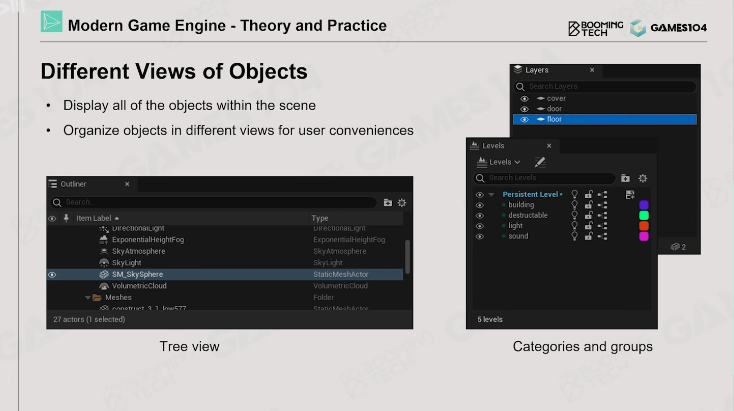 Modern Game Engine - Theory and Practice
BOOMING TECH
GAMES104
Different Views of Objects
• Display all of the objects within the scene
• Organize objects in different views for user conveniences
Outliner
Search...
Item Label Type
DirectionalLight DirectionalLight
ExponentialHeightFog ExponentialHeightFog
SkyAtmosphere SkyAtmosphere
SkyLight SkyLight
SM_SkySphere StaticMeshActor
VolumetricCloud VolumetricCloud
Meshes Folder
construct_3_1_low577 StaticMeshActor
27 actors (1 selected)
Tree view
Layers
Search Layers
cover
door
floor
2
Levels
Levels
Search Levels
Persistent Level •
building
destructable
light
sound
5 levels
Categories and groups